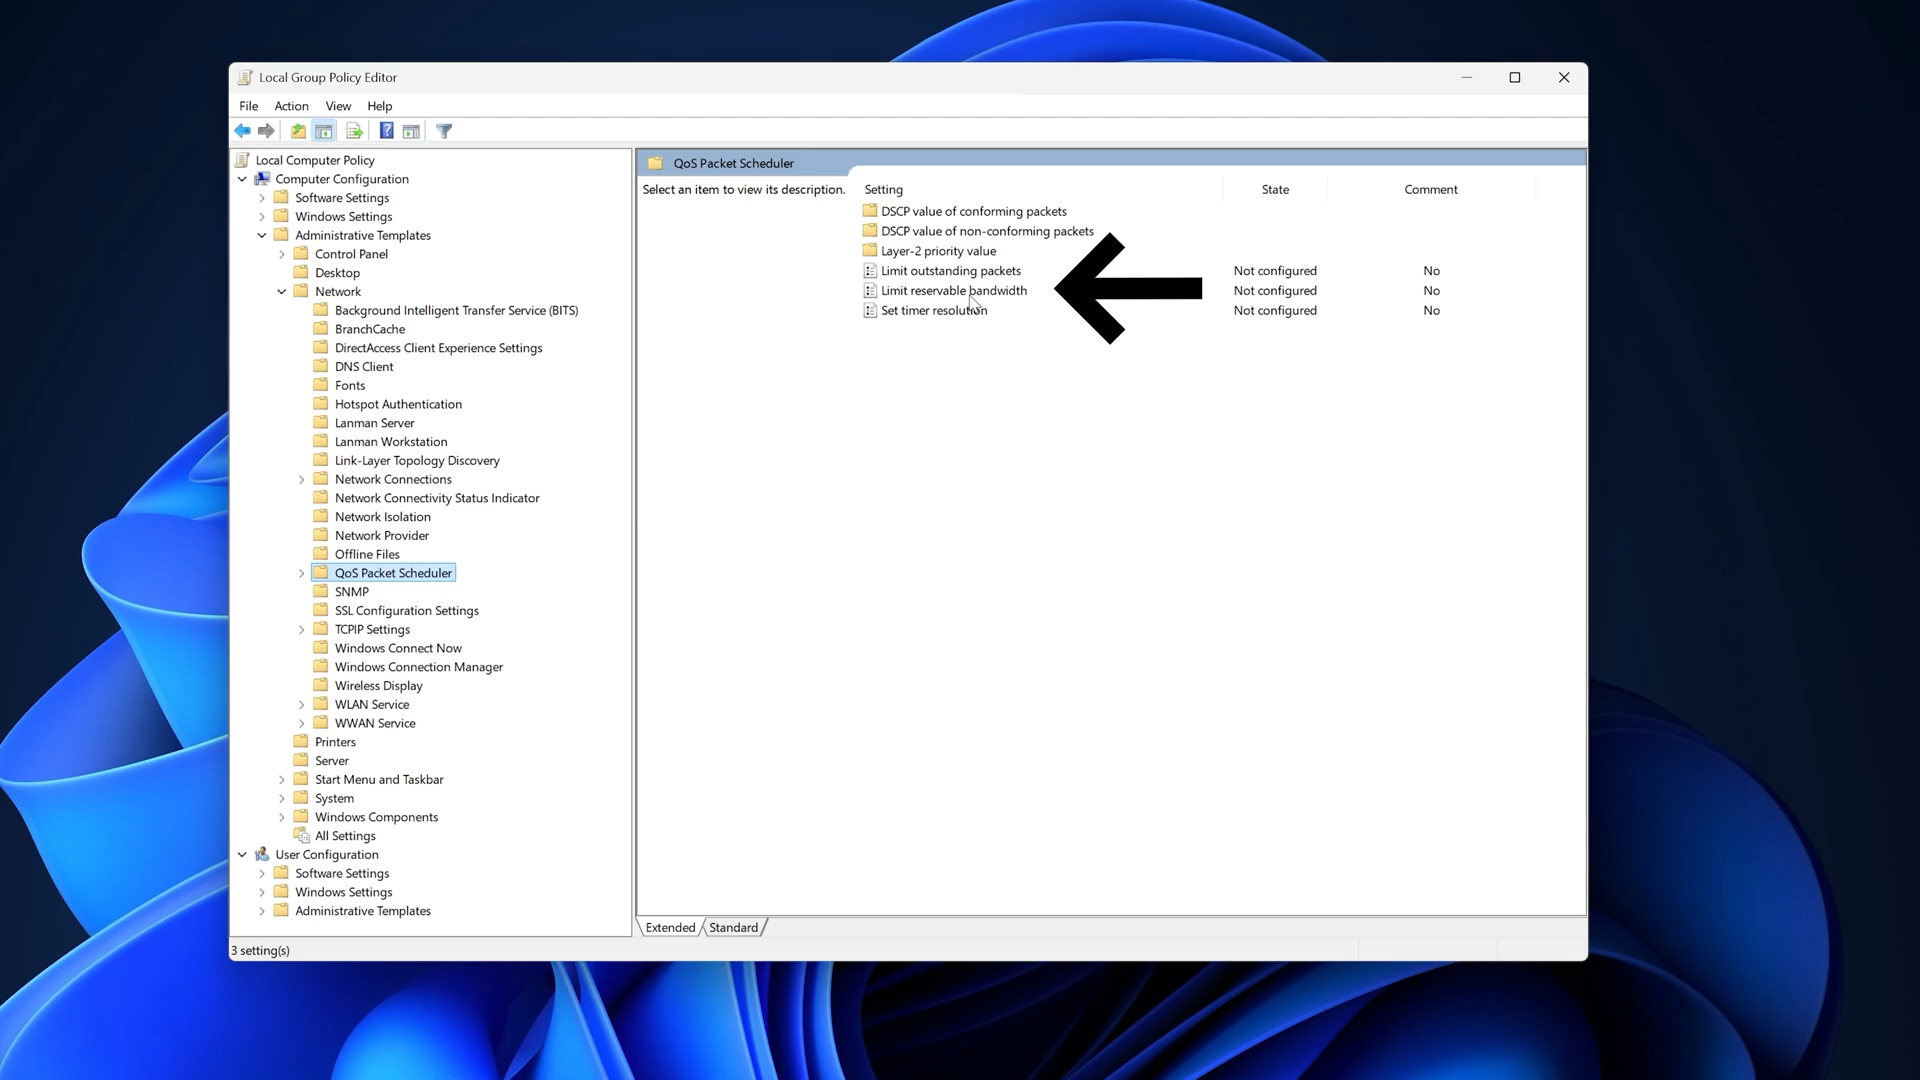 Local Group Policy Editor
File Action View Help
Local Computer Policy
Computer Configuration
Software Settings
Windows Settings
Administrative Templates
Control Panel
Desktop
Network
Background Intelligent Transfer Service (BITS)
BranchCache
DirectAccess Client Experience Settings
DNS Client
Fonts
Hotspot Authentication
Lanman Server
Lanman Workstation
Link-Layer Topology Discovery
Network Connections
Network Connectivity Status Indicator
Network Isolation
Network Provider
Offline Files
QoS Packet Scheduler
SNMP
SSL Configuration Settings
TCPIP Settings
Windows Connect Now
Windows Connection Manager
Wireless Display
WLAN Service
WWAN Service
Printers
Server
Start Menu and Taskbar
System
Windows Components
All Settings
User Configuration
Software Settings
Windows Settings
Administrative Templates
QoS Packet Scheduler
Select an item to view its description.
Setting State Comment
DSCP value of conforming packets
DSCP value of non-conforming packets
Layer-2 priority value
Limit outstanding packets Not configured No
Limit reservable bandwidth Not configured No
Set timer resolution Not configured No
Extended Standard
3 setting(s)